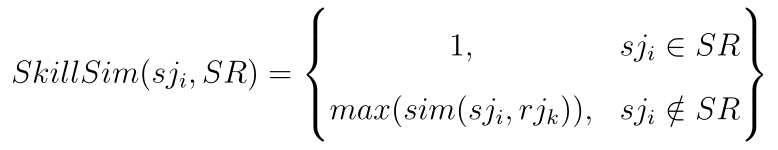 SkillSim(sj_i, SR) = { 1, sj_i ∈ SR
max(sim(sj_i, rj_k)), sj_i ∉ SR }